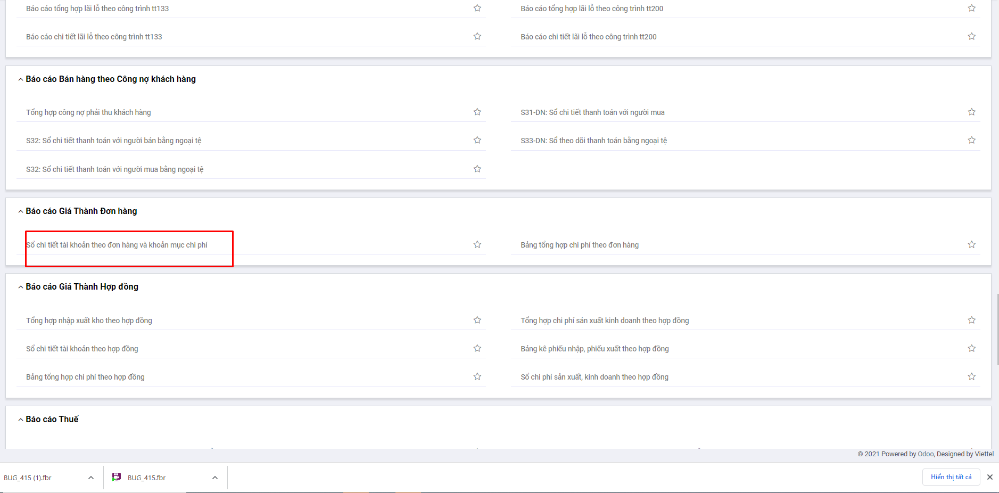 Báo cáo tổng hợp lãi lỗ theo công trình tt133
Báo cáo tổng hợp lãi lỗ theo công trình tt200
Báo cáo chi tiết lãi lỗ theo công trình tt133
Báo cáo chi tiết lãi lỗ theo công trình tt200
Báo cáo Bán hàng theo Công nợ khách hàng
Tổng hợp công nợ phải thu khách hàng
S31-DN: Sổ chi tiết thanh toán với người mua
S32: Sổ chi tiết thanh toán với người bán bằng ngoại tệ
S33-DN: Sổ theo dõi thanh toán bằng ngoại tệ
S32: Sổ chi tiết thanh toán với người mua bằng ngoại tệ
Báo cáo Giá Thành Đơn hàng
Sổ chi tiết tài khoản theo đơn hàng và khoản mục chi phí
Bảng tổng hợp chi phí theo đơn hàng
Báo cáo Giá Thành Hợp đồng
Tổng hợp nhập xuất kho theo hợp đồng
Tổng hợp chi phí sản xuất kinh doanh theo hợp đồng
Sổ chi tiết tài khoản theo hợp đồng
Bảng kê phiếu nhập, phiếu xuất theo hợp đồng
Bảng tổng hợp chi phí theo hợp đồng
Sổ chi phí sản xuất, kinh doanh theo hợp đồng
Báo cáo Thuế
© 2021 Powered by Odoo, Designed by Viettel
BUG_415 (1).fbr
BUG_415.fbr
Hiển thị tất cả